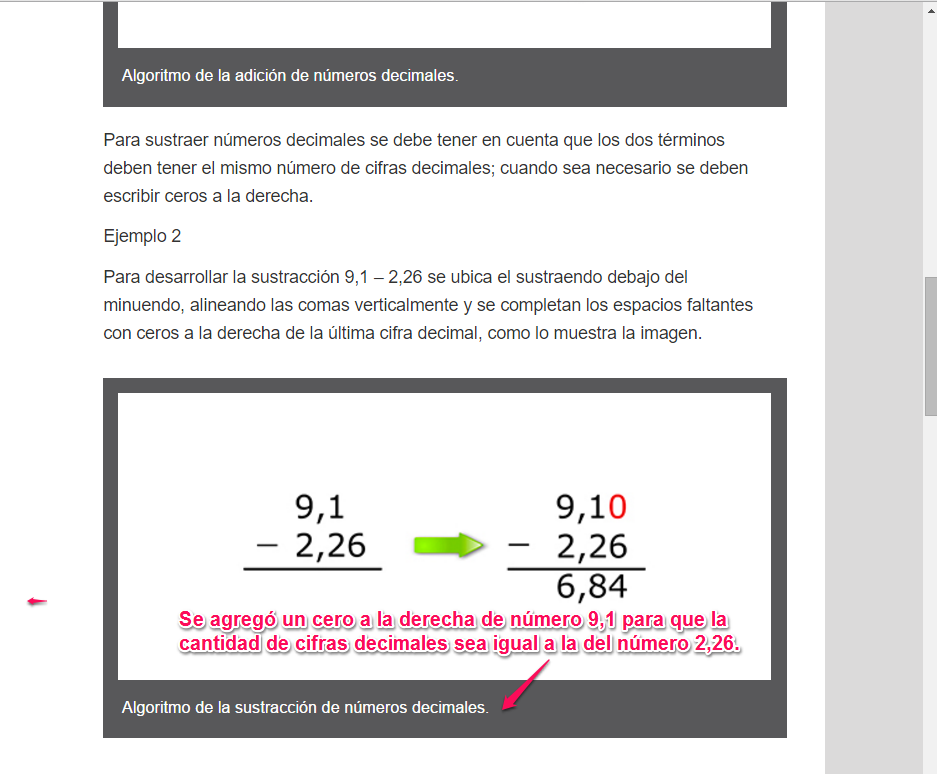 Algoritmo de la adición de números decimales.
Para sustraer números decimales se debe tener en cuenta que los dos términos
deben tener el mismo número de cifras decimales; cuando sea necesario se deben
escribir ceros a la derecha.
Ejemplo 2
Para desarrollar la sustracción 9,1 – 2,26 se ubica el sustraendo debajo del
minuendo, alineando las comas verticalmente y se completan los espacios faltantes
con ceros a la derecha de la última cifra decimal, como lo muestra la imagen.
9,1
− 2,26
9,10
− 2,26
6,84
Se agregó un cero a la derecha de número 9,1 para que la
cantidad de cifras decimales sea igual a la del número 2,26.
Algoritmo de la sustracción de números decimales.